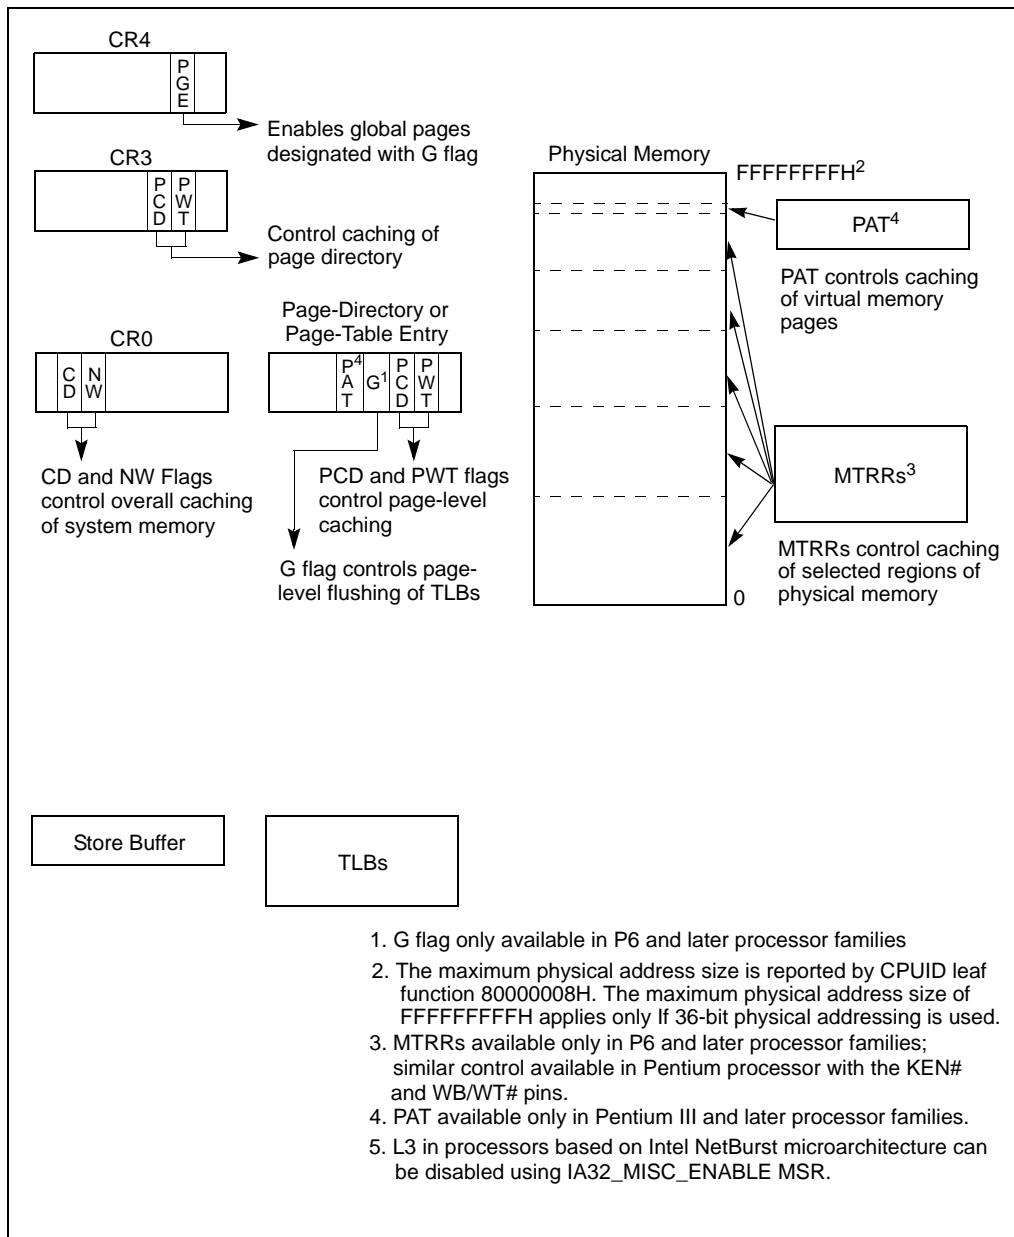 CR4
P
G
E
Enables global pages
designated with G flag
CR3
P
C
D
P
W
T
Control caching of
page directory
Physical Memory
FFFFFFFFH2
PAT4
PAT controls caching
of virtual memory
pages
CR0
C
D
N
W
CD and NW Flags
control overall caching
of system memory
Page-Directory or
Page-Table Entry
P4
A
T
G1
P
C
D
P
W
T
PCD and PWT flags
control page-level
caching
G flag controls page-
level flushing of TLBs
MTRRs3
MTRRs control caching
of selected regions of
physical memory
0
Store Buffer
TLBs
1. G flag only available in P6 and later processor families
2. The maximum physical address size is reported by CPUID leaf
function 80000008H. The maximum physical address size of
FFFFFFFFFH applies only If 36-bit physical addressing is used.
3. MTRRs available only in P6 and later processor families;
similar control available in Pentium processor with the KEN#
and WB/WT# pins.
4. PAT available only in Pentium III and later processor families.
5. L3 in processors based on Intel NetBurst microarchitecture can
be disabled using IA32_MISC_ENABLE MSR.